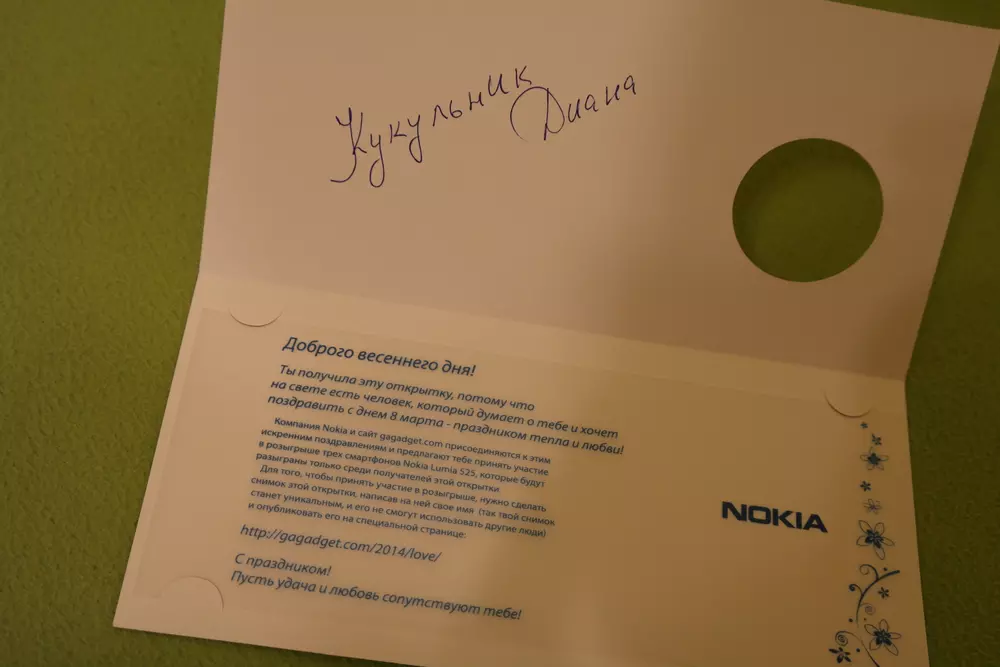 Кукульник
Диана
Доброго весеннего дня!
Ты получила эту открытку, потому что
на свете есть человек, который думает о тебе и хочет
поздравить с днем 8 марта - праздником тепла и любви!
Компания Nokia и сайт gagadget.com присоединяются к этим
искренним поздравлениям и предлагают тебе принять участие
в розыгрыше трех смартфонов Nokia Lumia 525, которые будут
разыграны только среди получателей этой открытки
Для того, чтобы принять участие в розыгрыше, нужно сделать
снимок этой открытки, написав на ней свое имя (так твой снимок
станет уникальным, и его не смогут использовать другие люди)
и опубликовать его на специальной странице:
http://gagadget.com/2014/love/
С праздником!
Пусть удача и любовь сопутствуют тебе!
NOKIA